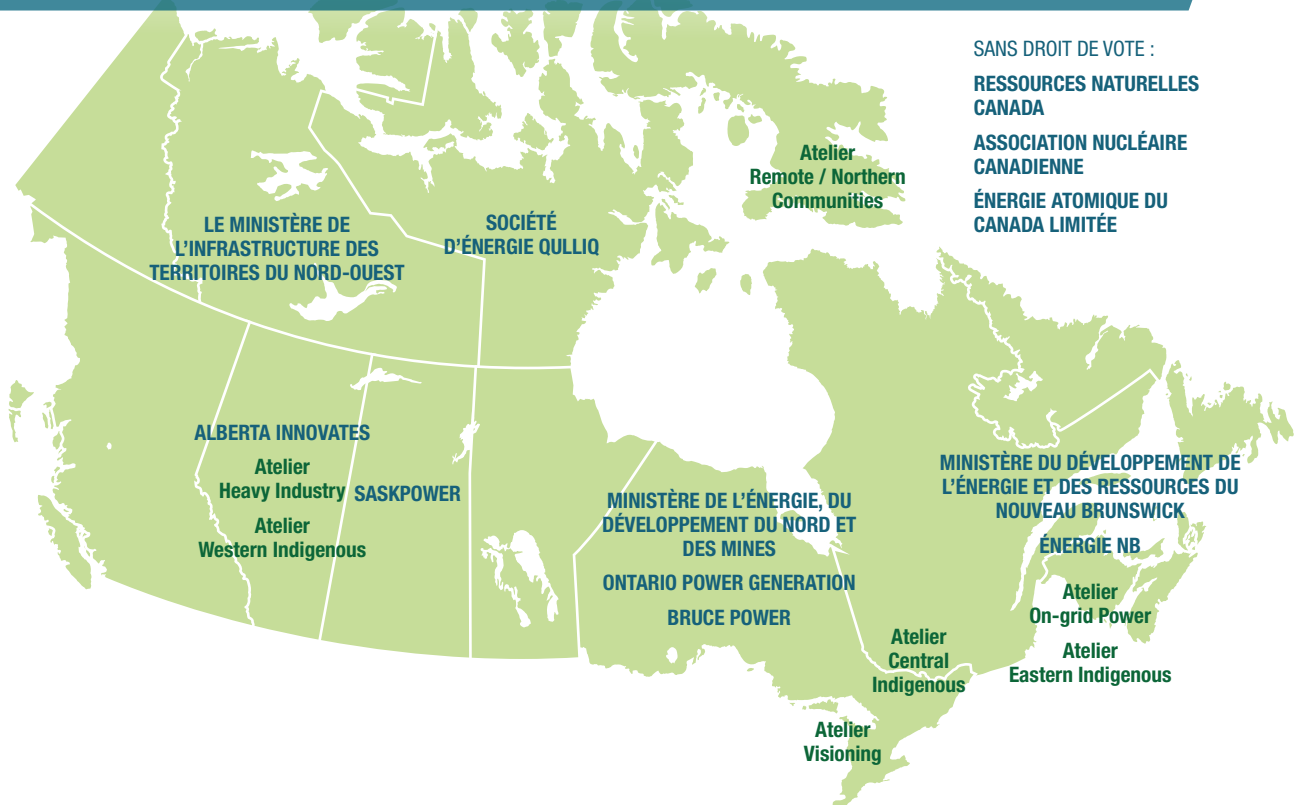 SANS DROIT DE VOTE :
RESSOURCES NATURELLES
CANADA
ASSOCIATION NUCLÉAIRE
CANADIENNE
ÉNERGIE ATOMIQUE DU
CANADA LIMITÉE
Atelier
Remote / Northern
Communities
LE MINISTÈRE DE
L'INFRASTRUCTURE DES
TERRITOIRES DU NORD-OUEST
SOCIÉTÉ
D'ÉNERGIE QULLIQ
ALBERTA INNOVATES
Atelier
Heavy Industry
Atelier
Western Indigenous
SASKPOWER
MINISTÈRE DE L'ÉNERGIE, DU
DÉVELOPPEMENT DU NORD ET
DES MINES
ONTARIO POWER GENERATION
BRUCE POWER
MINISTÈRE DU DÉVELOPPEMENT DE
L'ÉNERGIE ET DES RESSOURCES DU
NOUVEAU BRUNSWICK
ÉNERGIE NB
Atelier
On-grid Power
Atelier
Eastern Indigenous
Atelier
Central
Indigenous
Atelier
Visioning